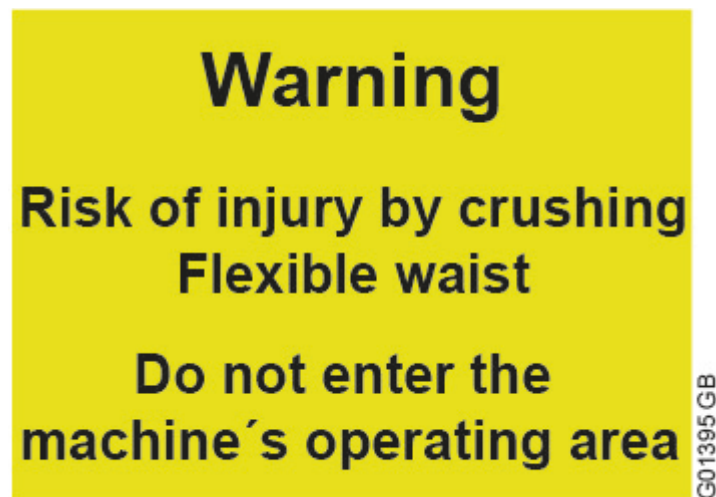 Warning
Risk of injury by crushing
Flexible waist
Do not enter the
machine´s operating area
G01395 GB